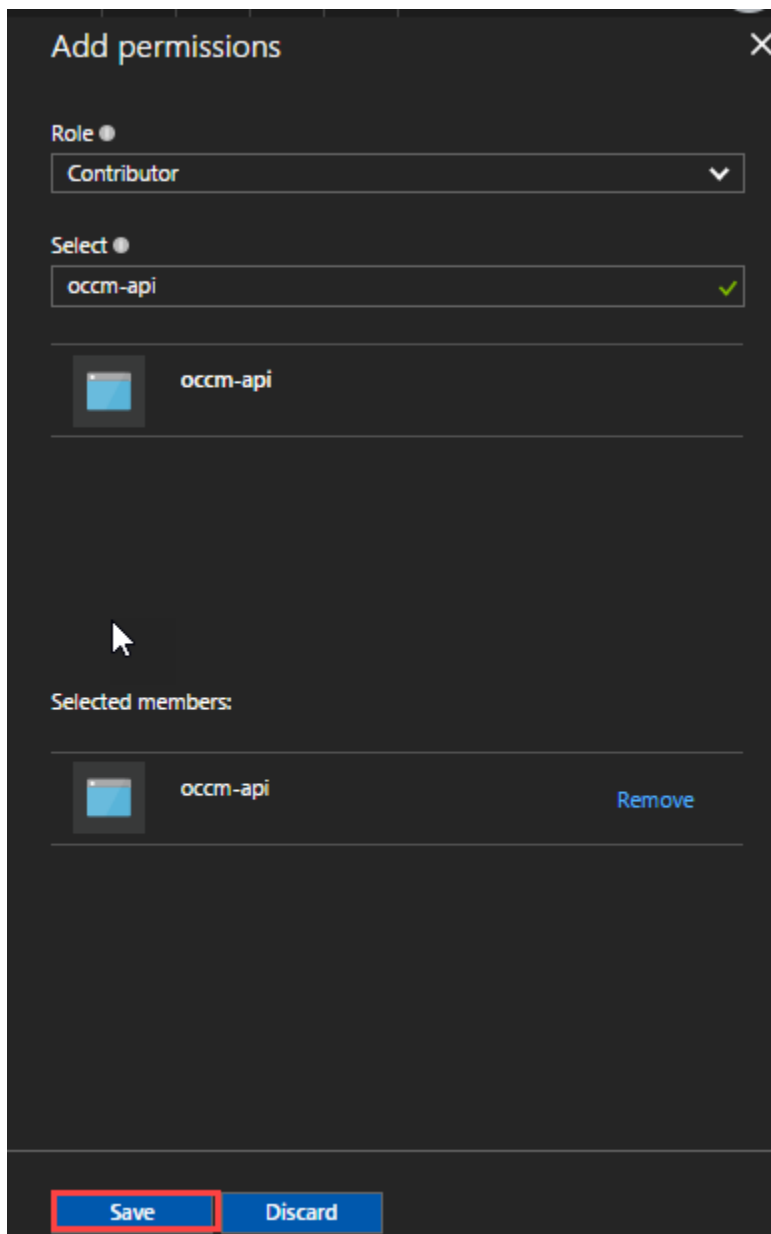 Add permissions
Role
Contributor
Select
occm-api
occm-api
Selected members:
occm-api
Remove
Save
Discard